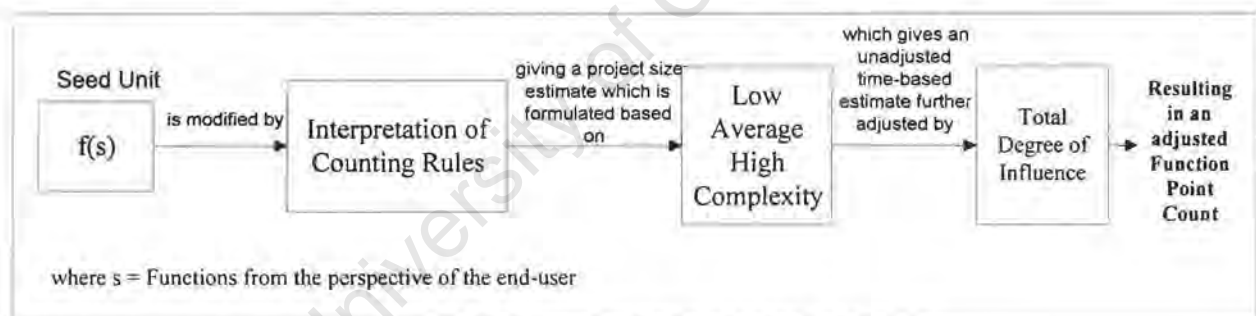 Seed Unit
f(s)
is modified by
Interpretation of
Counting Rules
giving a project size
estimate which is
formulated based
on
Low
Average
High
Complexity
which gives an
unadjusted
time-based
estimate further
adjusted by
Total
Degree of
Influence
Resulting
in an
adjusted
Function
Point
Count
where s = Functions from the perspective of the end-user
University of C